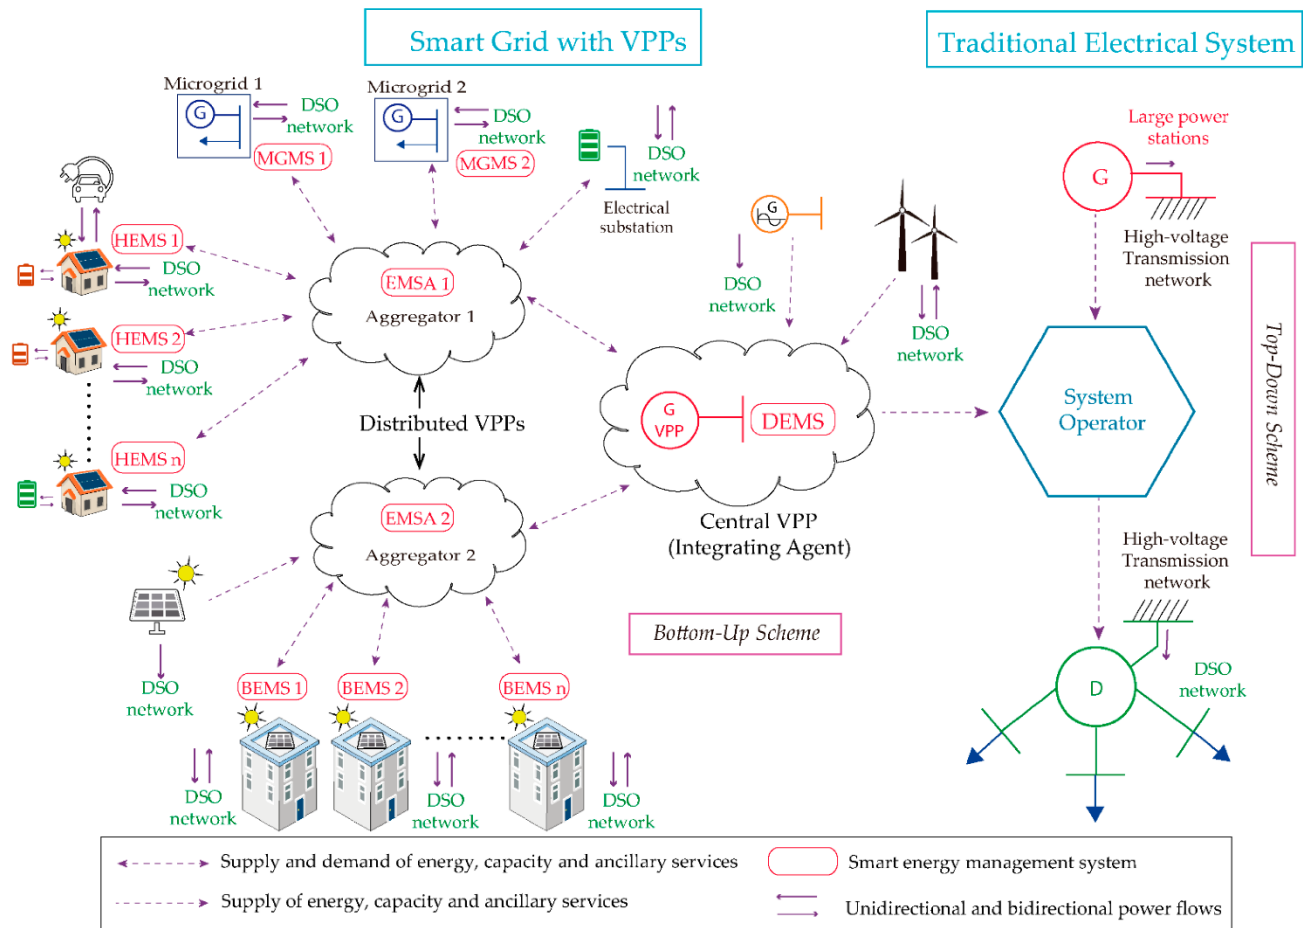 Smart Grid with VPPs
Traditional Electrical System
Microgrid 1
G
DSO
network
MGMS 1
Microgrid 2
G
DSO
network
MGMS 2
DSO
network
Electrical
substation
HEMS 1
DSO
network
HEMS 2
DSO
network
HEMS n
DSO
network
EMSA 1
Aggregator 1
Distributed VPPs
EMSA 2
Aggregator 2
G
DSO
network
DSO
network
G
VPP
DEMS
Central VPP
(Integrating Agent)
Bottom-Up Scheme
DSO
network
BEMS 1
BEMS 2
BEMS n
DSO
network
DSO
network
DSO
network
Large power
stations
G
High-voltage
Transmission
network
System
Operator
Top-Down Scheme
High-voltage
Transmission
network
D
DSO
network
Supply and demand of energy, capacity and ancillary services
Smart energy management system
Supply of energy, capacity and ancillary services
Unidirectional and bidirectional power flows